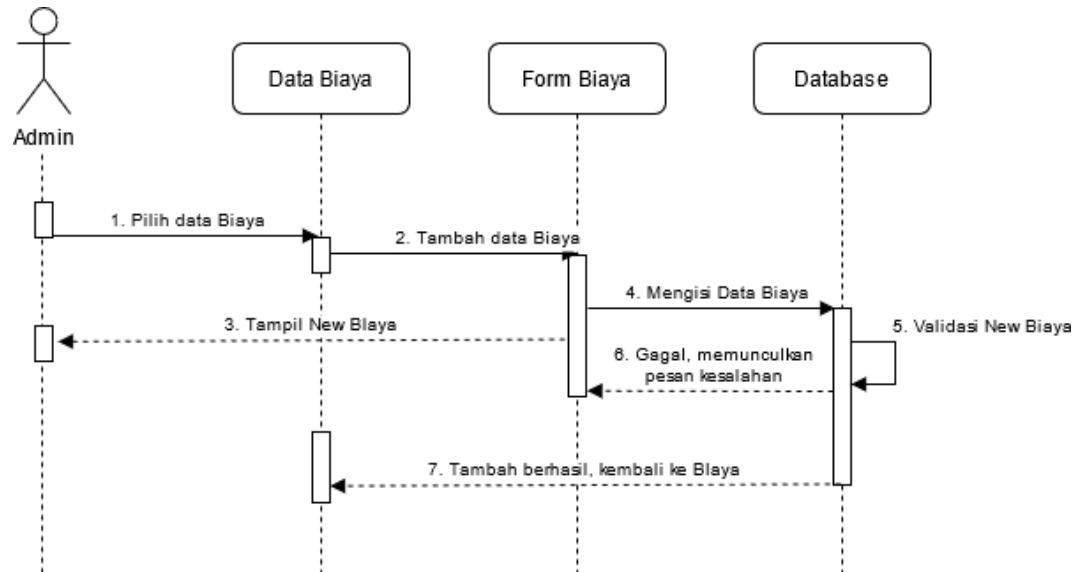 Data Biaya
Form Biaya
Database
Admin
1. Pilih data Biaya
2. Tambah data Biaya
4. Mengisi Data Biaya
3. Tampil New BIaya
5. Validasi New Biaya
6. Gagal, memunculkan
pesan kesalahan
7. Tambah berhasil, kembali ke BIaya